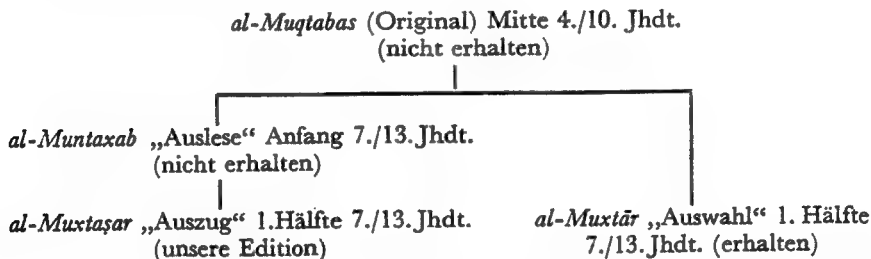 al-Muqtabas (Original) Mitte 4./10. Jhdt.
(nicht erhalten)
al-Muntaxab „Auslese“ Anfang 7./13. Jhdt.
(nicht erhalten)
al-Muxtaṣar „Auszug“ 1.Hälfte 7./13. Jhdt.
(unsere Edition)
al-Muxtār „Auswahl“ 1. Hälfte
7./13. Jhdt. (erhalten)